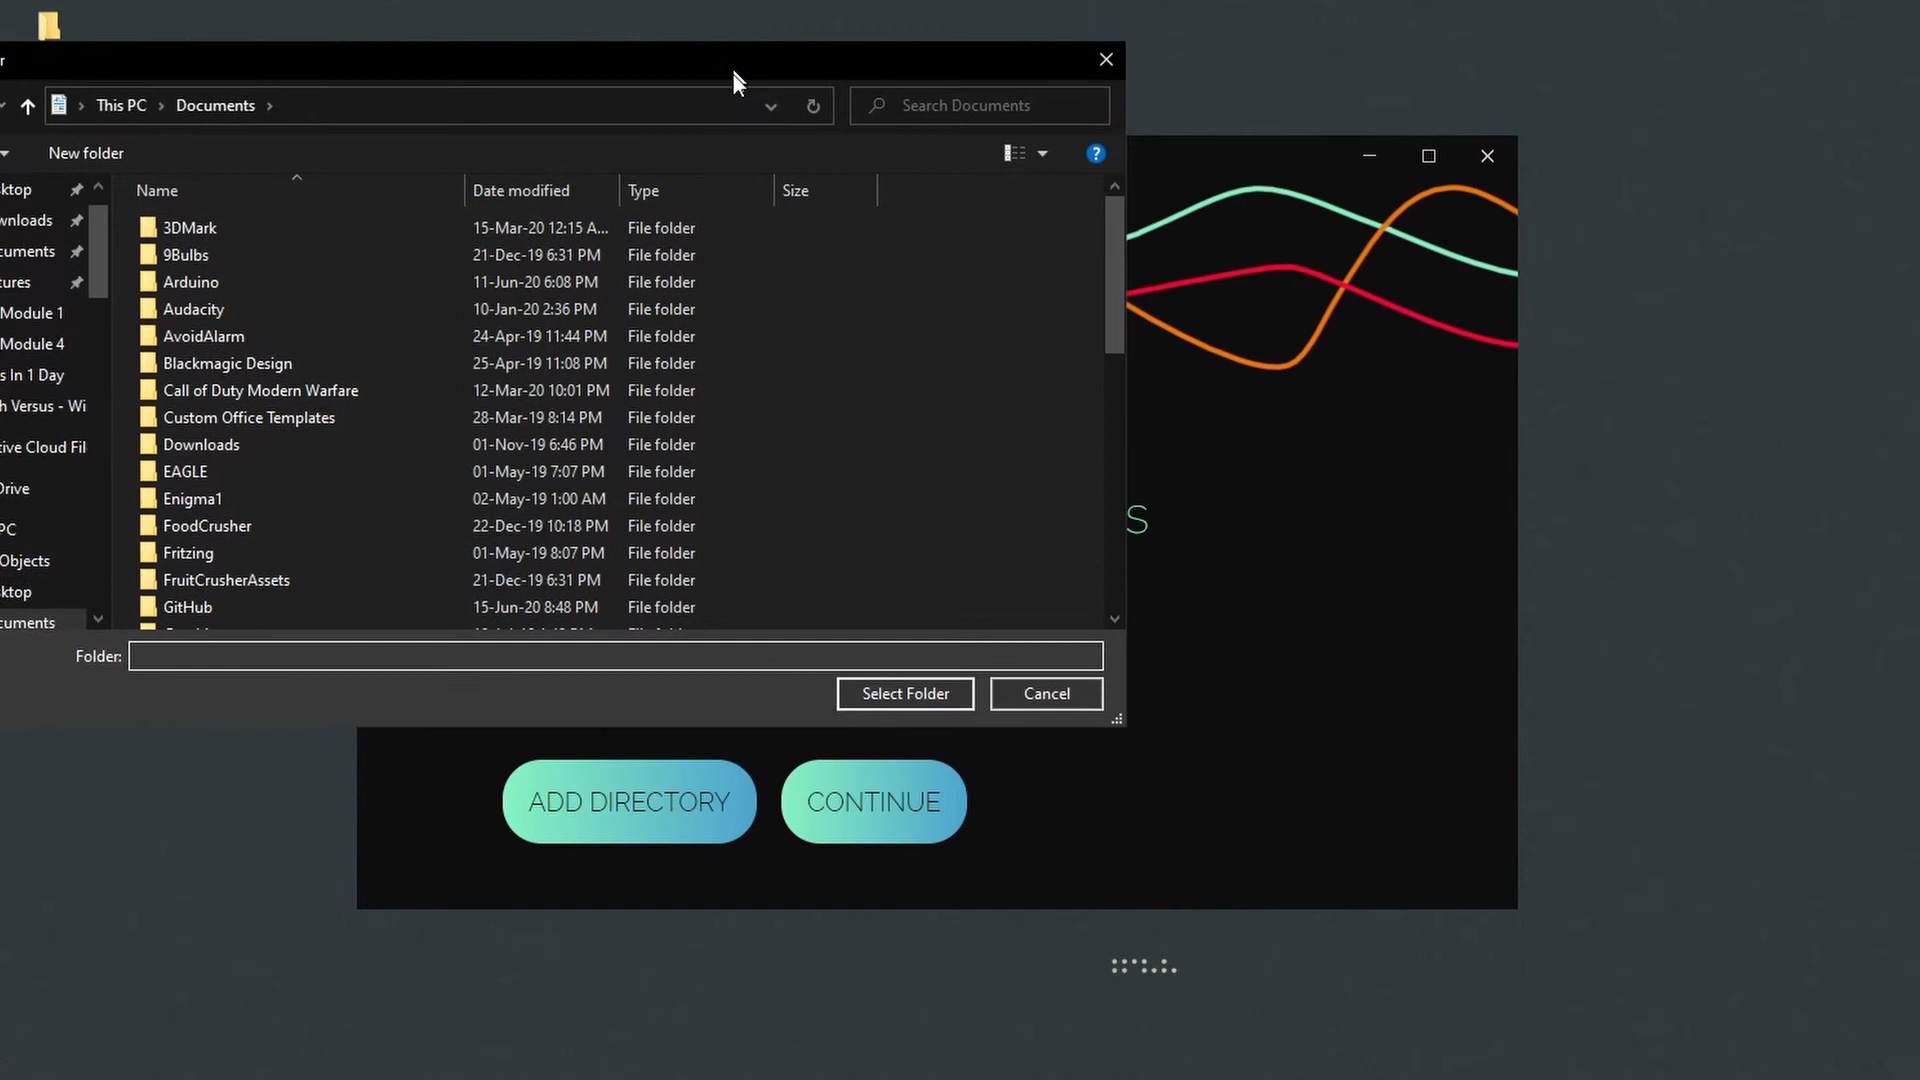 r
This PC
Documents
Search Documents
New folder
?
Name
Date modified
Type
Size
ktop
wnloads
cuments
tures
Module 1
Module 4
s In 1 Day
h Versus - Wi
tive Cloud Fil
Drive
PC
Objects
ktop
cuments
3DMark 15-Mar-20 12:15 A... File folder
9Bulbs 21-Dec-19 6:31 PM File folder
Arduino 11-Jun-20 6:08 PM File folder
Audacity 10-Jan-20 2:36 PM File folder
AvoidAlarm 24-Apr-19 11:44 PM File folder
Blackmagic Design 25-Apr-19 11:08 PM File folder
Call of Duty Modern Warfare 12-Mar-20 10:01 PM File folder
Custom Office Templates 28-Mar-19 8:14 PM File folder
Downloads 01-Nov-19 6:46 PM File folder
EAGLE 01-May-19 7:07 PM File folder
Enigma1 02-May-19 1:00 AM File folder
FoodCrusher 22-Dec-19 10:18 PM File folder
Fritzing 01-May-19 8:07 PM File folder
FruitCrusherAssets 21-Dec-19 6:31 PM File folder
GitHub 15-Jun-20 8:48 PM File folder
Folder:
Select Folder
Cancel
S
ADD DIRECTORY
CONTINUE